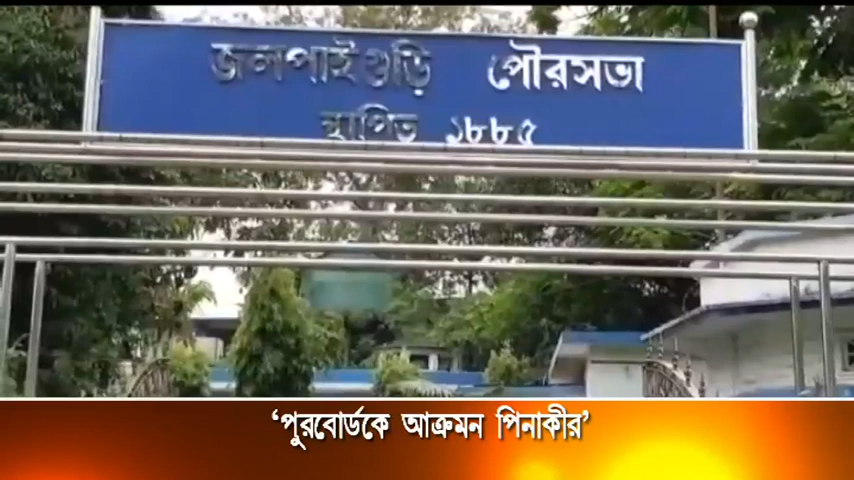 জলপাইগুড়ি পৌরসভা
স্থাপিত ১৮৮৫
‘পুরবোর্ডকে আক্রমন পিনাকীর’